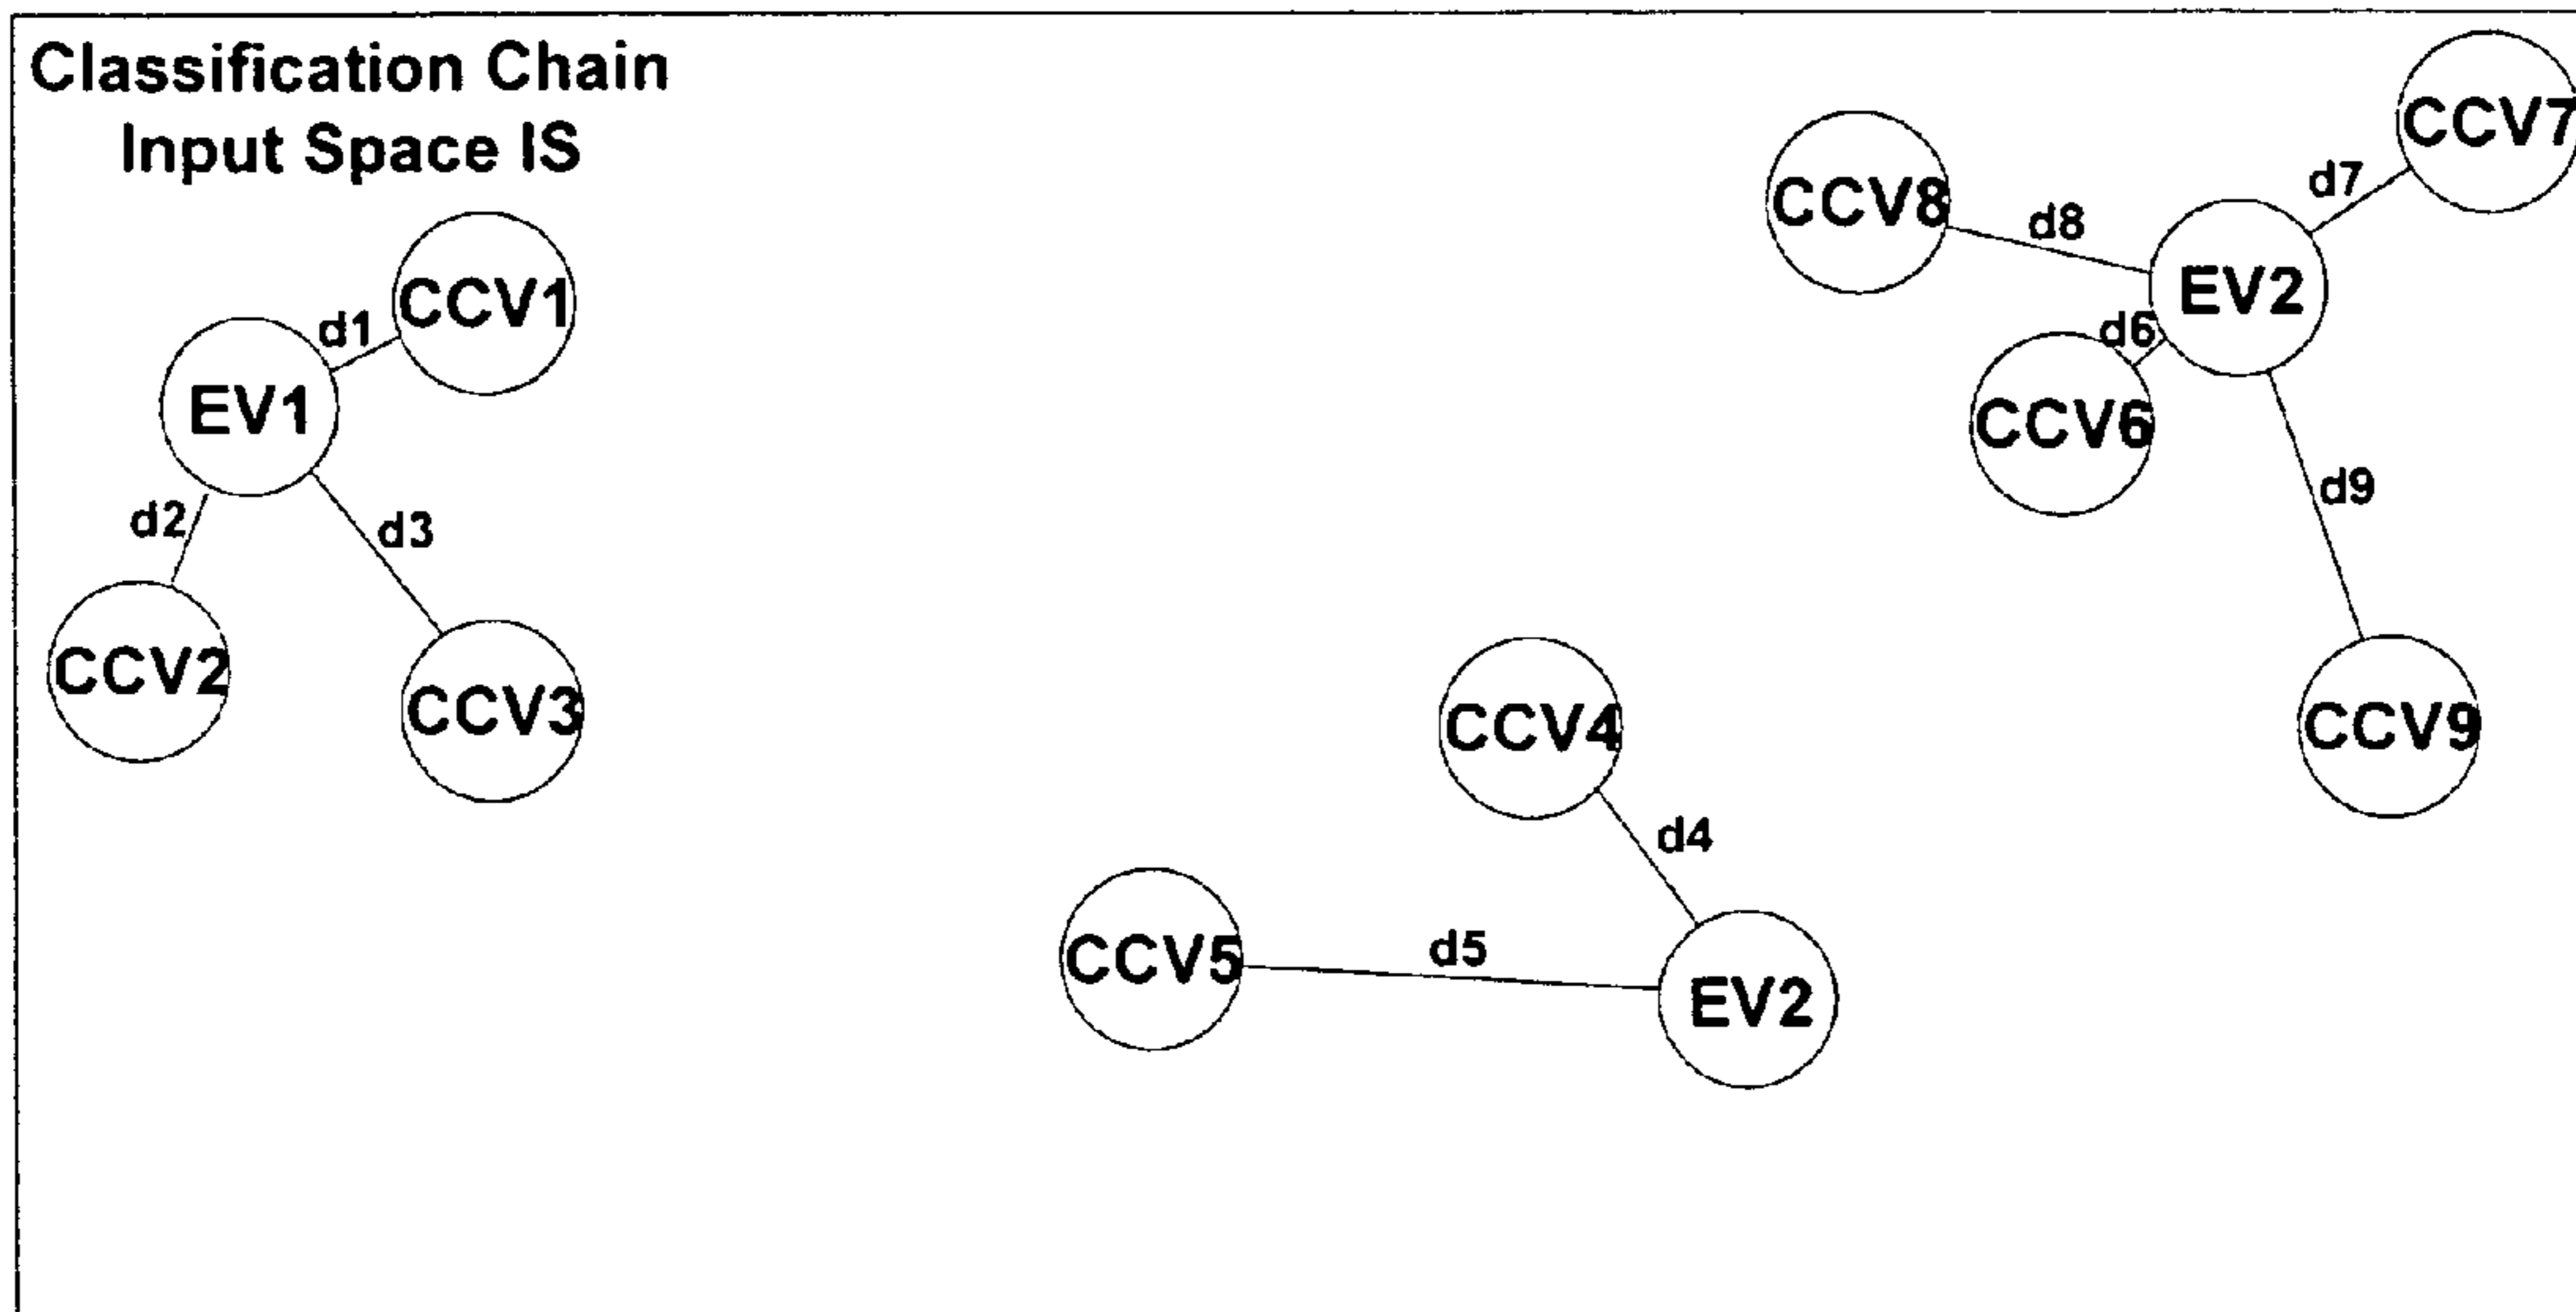 Classification Chain
Input Space IS
CCV7
CCV8
d7
d8
EV2
CCV1
d1
d6
EV1
CCV6
d9
d2
d3
CCV2
CCV3
CCV4
CCV9
d4
CCV5
d5
EV2